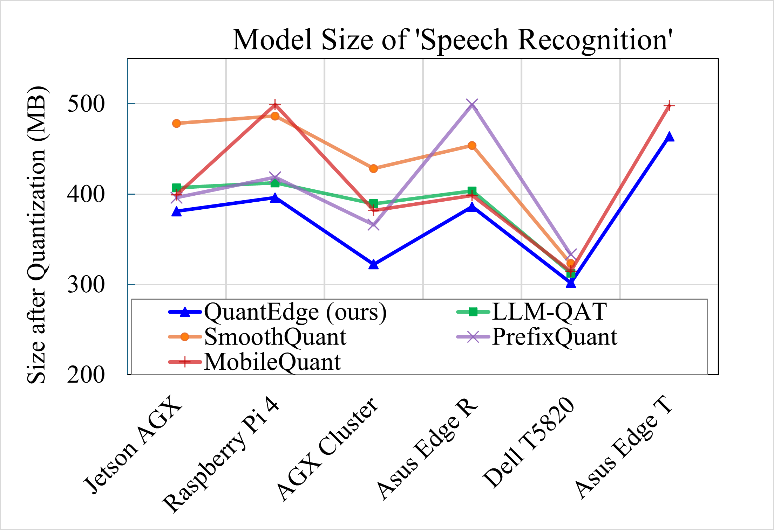 Model Size of 'Speech Recognition'
Size after Quantization (MB)
500
400
300
200
QuantEdge (ours)
LLM-QAT
SmoothQuant
PrefixQuant
MobileQuant
Jetson AGX
Raspberry Pi 4
AGX Cluster
Asus Edge R
Dell T5820
Asus Edge T